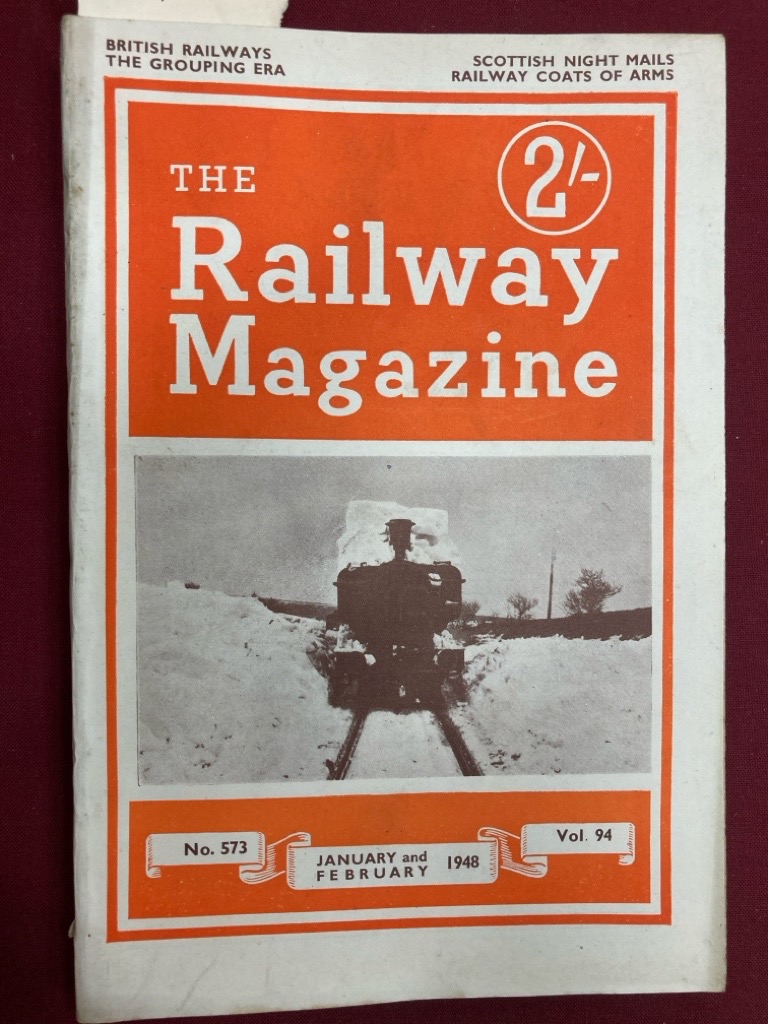 BRITISH RAILWAYS
THE GROUPING ERA
SCOTTISH NIGHT MAILS
RAILWAY COATS OF ARMS
2/-
THE
Railway
Magazine
No. 573
JANUARY and
FEBRUARY
1948
Vol. 94